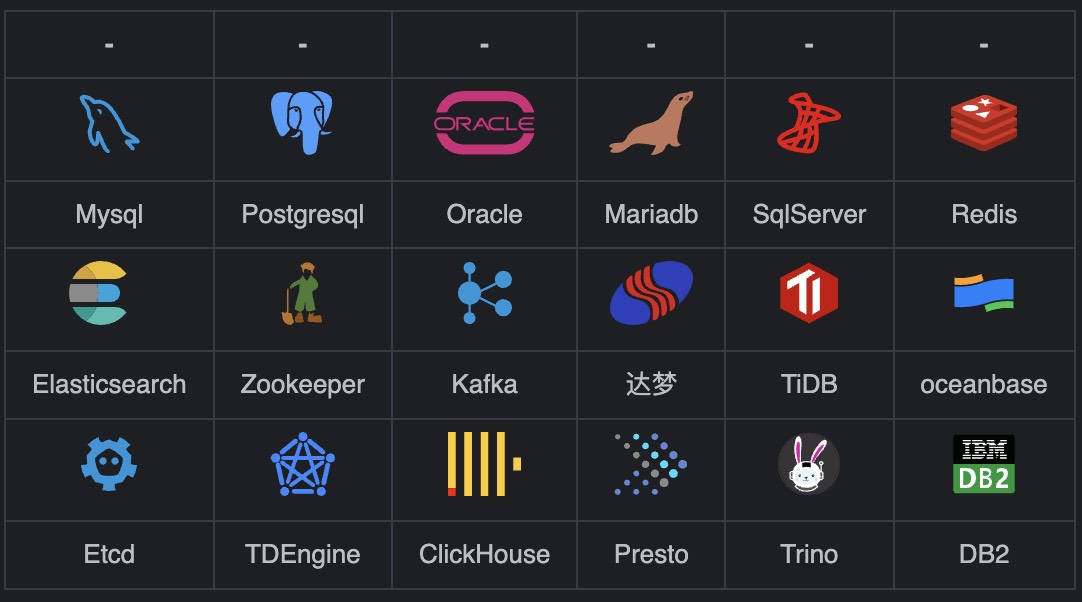 - - - - - -
ORACLE
Mysql Postgresql Oracle Mariadb SqlServer Redis
Elasticsearch Zookeeper Kafka 达梦 TiDB oceanbase
IBM
DB2
Etcd TDEngine ClickHouse Presto Trino DB2